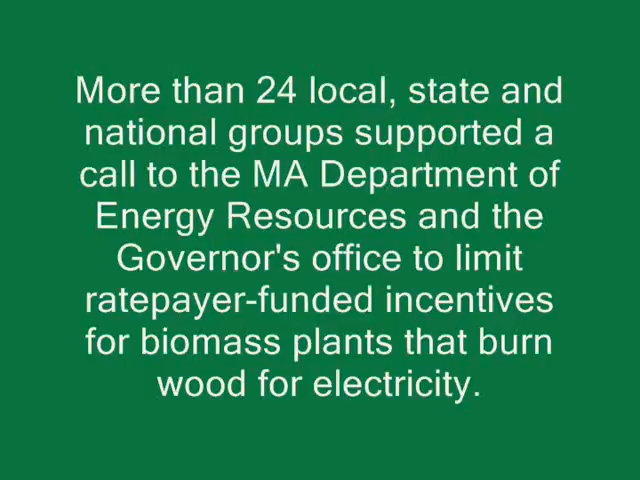 More than 24 local, state and
national groups supported a
call to the MA Department of
Energy Resources and the
Governor's office to limit
ratepayer-funded incentives
for biomass plants that burn
wood for electricity.